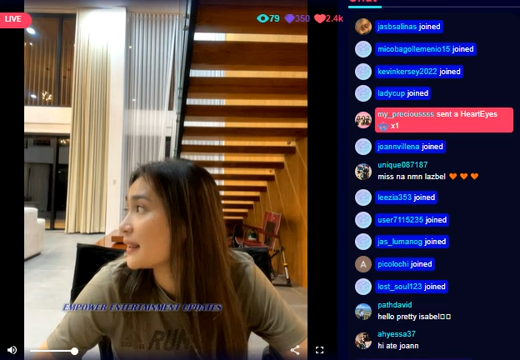 LIVE
79 350 2.4k
jasbsalinas joined
micobagollemenio15 joined
kevinkersey2022 joined
ladycup joined
my_precioussss sent a HeartEyes
x1
joannvillena joined
unique087187
miss na nmn lazbel
leezia353 joined
user7115235 joined
jas_lumanog joined
A
picolochi joined
lost_soul123 joined
pathdavid
hello pretty isabel
ahyessa37
hi ate joann
EMPOWER ENTERTAINMENT UPDATES
RUN